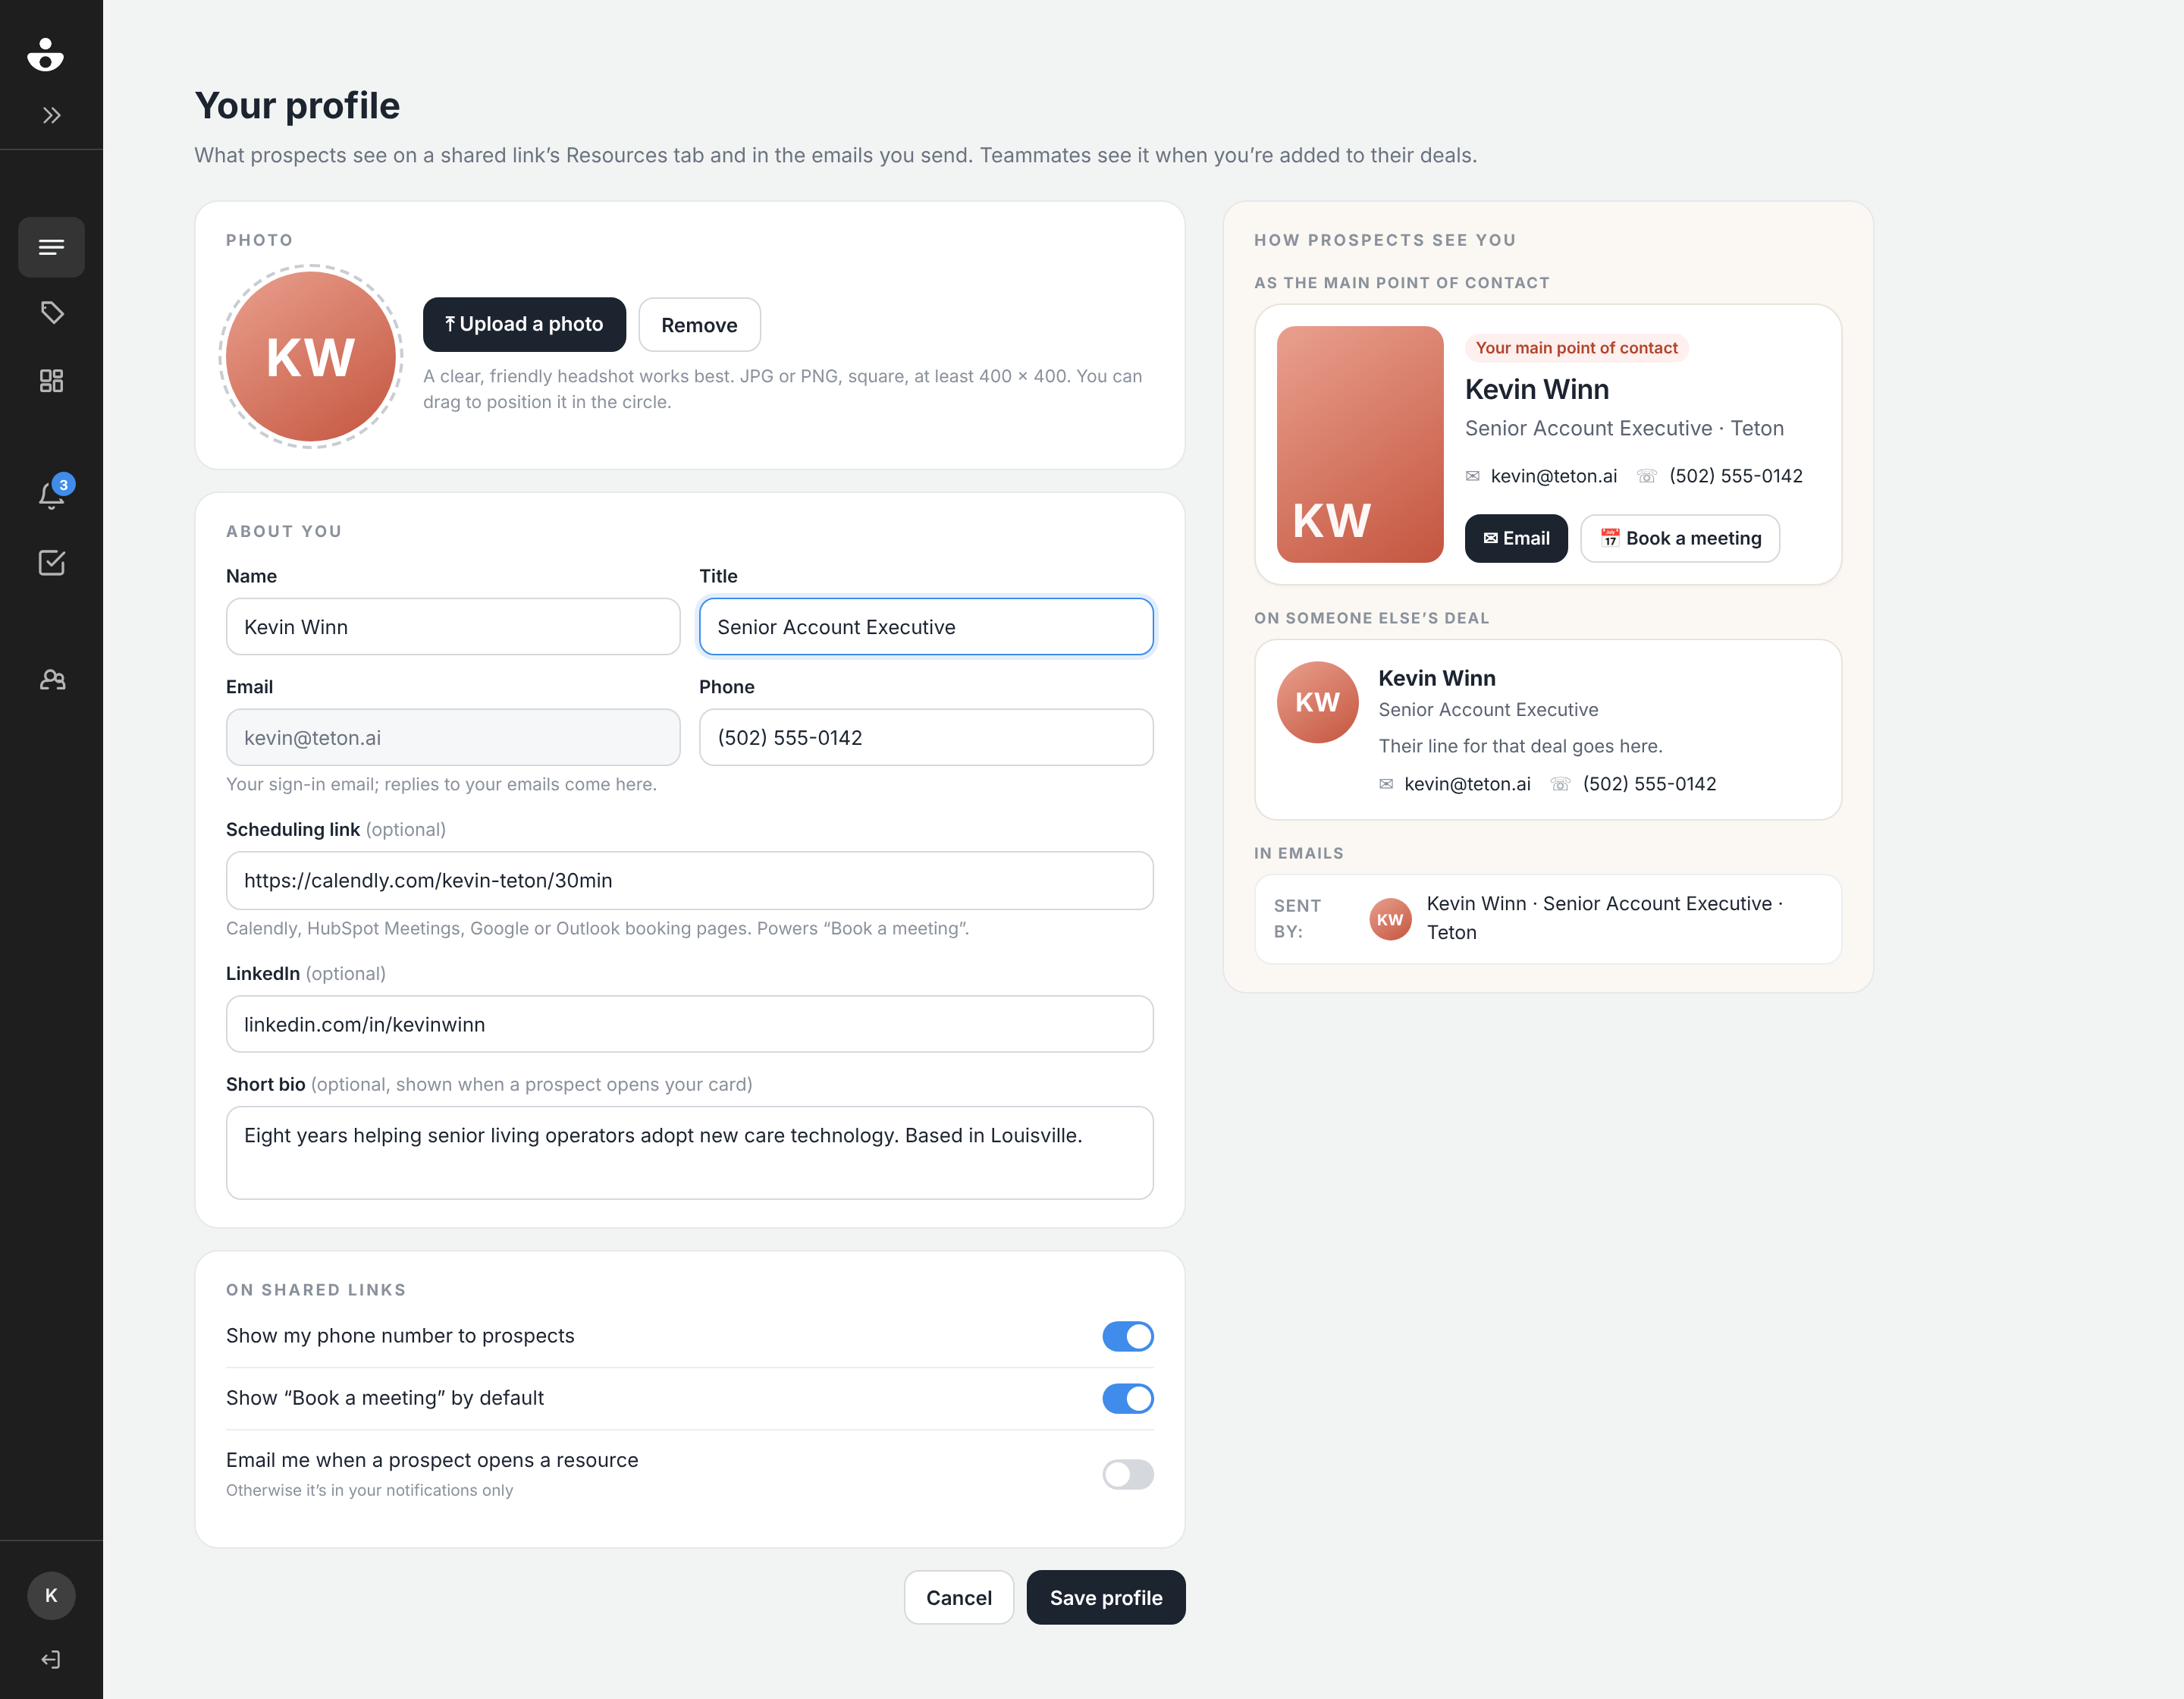 Your profile
What prospects see on a shared link’s Resources tab and in the emails you send. Teammates see it when you’re added to their deals.
PHOTO
KW
⤒ Upload a photo
Remove
A clear, friendly headshot works best. JPG or PNG, square, at least 400 × 400. You can
drag to position it in the circle.
ABOUT YOU
Name
Title
Kevin Winn
Senior Account Executive
Email
Phone
kevin@teton.ai
(502) 555-0142
Your sign-in email; replies to your emails come here.
Scheduling link (optional)
https://calendly.com/kevin-teton/30min
Calendly, HubSpot Meetings, Google or Outlook booking pages. Powers “Book a meeting”.
LinkedIn (optional)
linkedin.com/in/kevinwinn
Short bio (optional, shown when a prospect opens your card)
Eight years helping senior living operators adopt new care technology. Based in Louisville.
ON SHARED LINKS
Show my phone number to prospects
Show “Book a meeting” by default
Email me when a prospect opens a resource
Otherwise it’s in your notifications only
Cancel
Save profile
HOW PROSPECTS SEE YOU
AS THE MAIN POINT OF CONTACT
KW
Your main point of contact
Kevin Winn
Senior Account Executive · Teton
✉ kevin@teton.ai ☏ (502) 555-0142
✉ Email
📅 Book a meeting
ON SOMEONE ELSE’S DEAL
KW
Kevin Winn
Senior Account Executive
Their line for that deal goes here.
✉ kevin@teton.ai ☏ (502) 555-0142
IN EMAILS
SENT
BY:
KW
Kevin Winn · Senior Account Executive ·
Teton
3
K